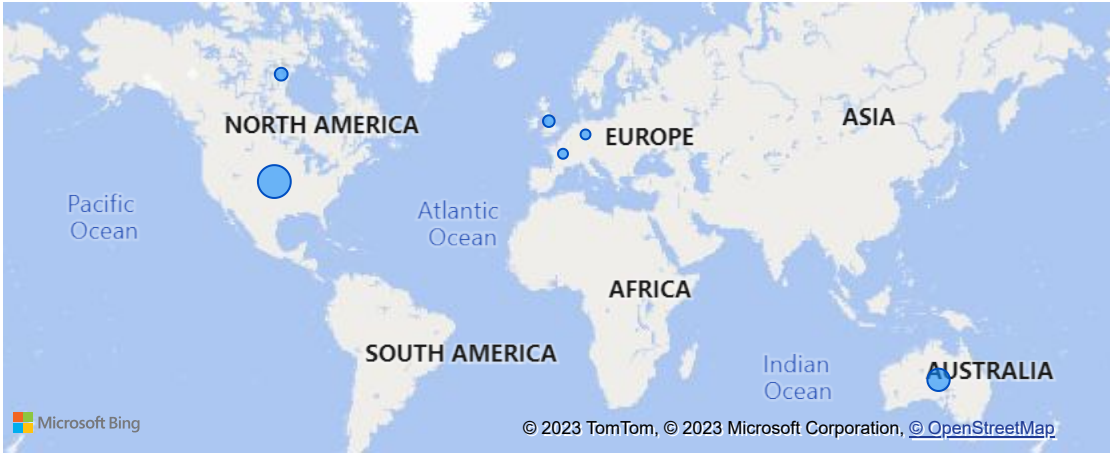 NORTH AMERICA
ASIA
EUROPE
Pacific
Ocean
Atlantic
Ocean
AFRICA
SOUTH AMERICA
Indian
Ocean
AUSTRALIA
Microsoft Bing
© 2023 TomTom, © 2023 Microsoft Corporation, © OpenStreetMap